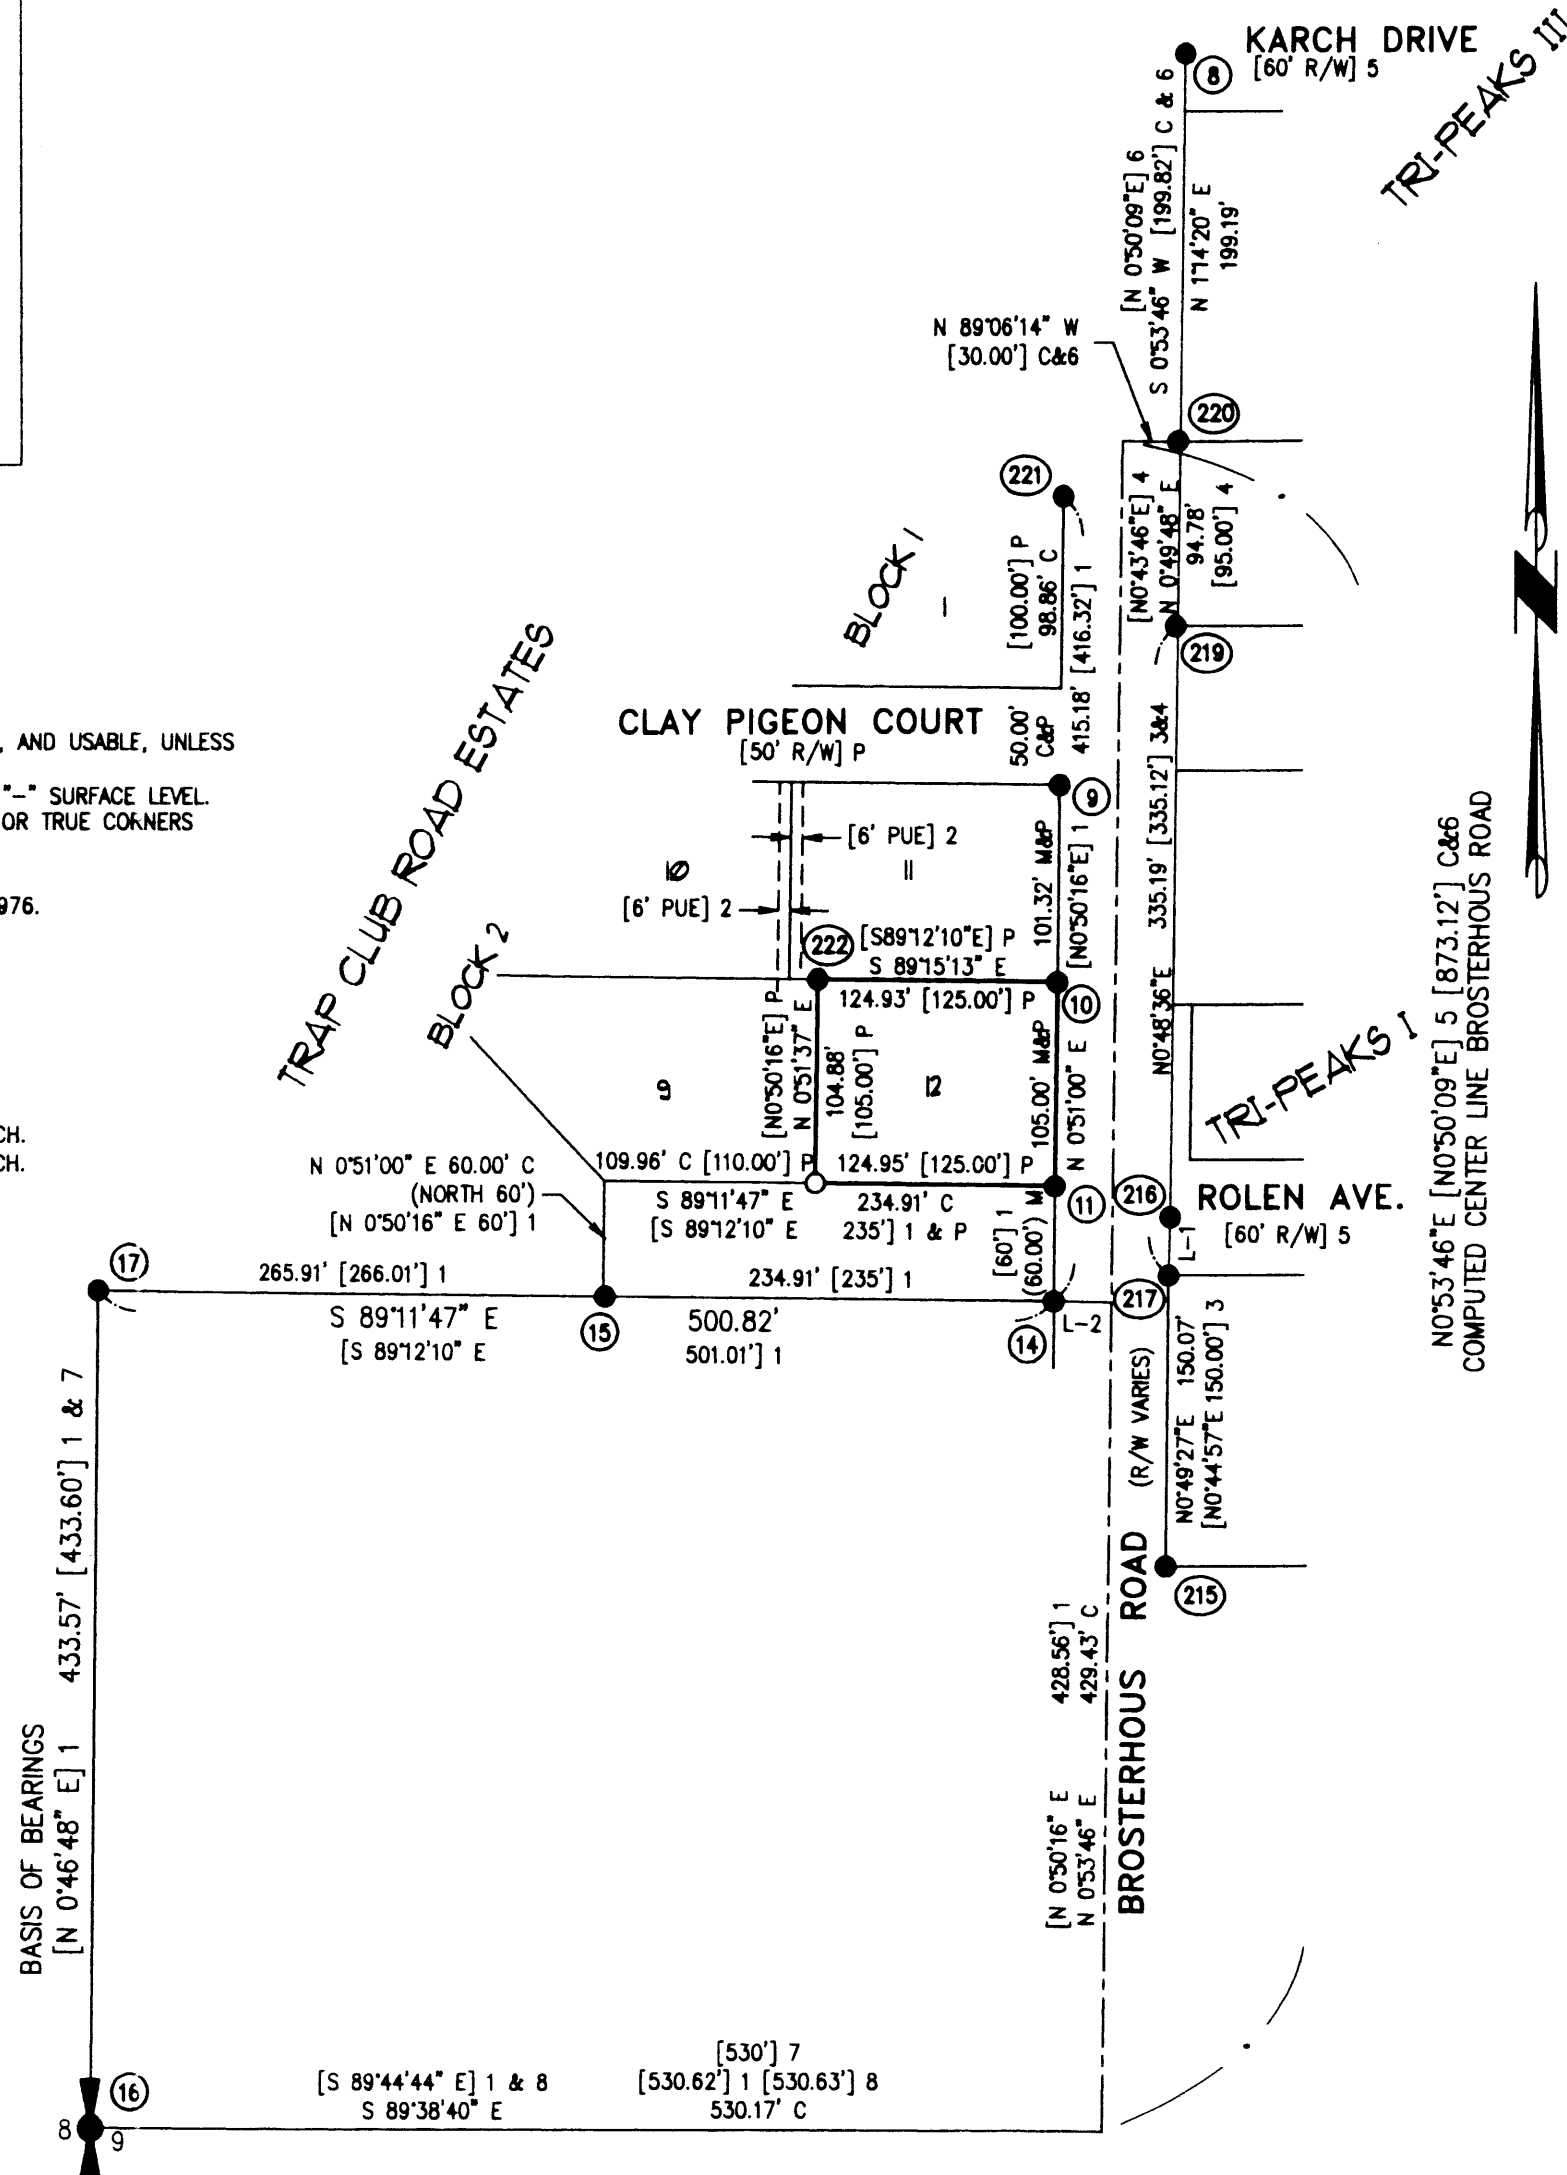 KARCH DRIVE
[60' R/W] 5
8
TRI-PEAKS III
[N 0°50'09"E] 6
S 0°53'46" W [199.82'] C & 6
N 1°14'20" E
199.19'
N 89°06'14" W
[30.00'] C&6
220
221
[N0°43'46"E] 4
N 0°49'48" E
94.78'
[95.00'] 4
219
BLOCK 1
1
[100.00'] P
98.86' C
415.18' [416.32'] 1
TRAP CLUB ROAD ESTATES
CLAY PIGEON COURT
[50' R/W] P
50.00'
C&P
, AND USABLE, UNLESS
"-" SURFACE LEVEL.
OR TRUE CORNERS
976.
9
[6' PUE] 2
10
11
[6' PUE] 2
101.32' M&P
[N0°50'16"E] 1
335.19' [335.12'] 3&4
N0°48'36"E
BLOCK 2
222
[S89°12'10"E] P
S 89°15'13" E
124.93' [125.00'] P
10
[N0°50'16"E] P
N 0°51'37" E
104.88'
[105.00'] P
9
12
105.00' M&P
N 0°51'00" E
TRI-PEAKS I
N0°53'46"E [N0°50'09"E] 5 [873.12'] C&6
COMPUTED CENTER LINE BROSTERHOUS ROAD
CH.
CH.
N 0°51'00" E 60.00' C
(NORTH 60')
[N 0°50'16" E 60'] 1
109.96' C [110.00'] P
124.95' [125.00'] P
S 89°11'47" E
234.91' C
[S 89°12'10" E
235'] 1 & P
[60'] 1
(60.00') M
11
216
ROLEN AVE.
[60' R/W] 5
L-1
17
265.91' [266.01'] 1
234.91' [235'] 1
217
S 89°11'47" E
500.82'
[S 89°12'10" E
501.01'] 1
15
14
L-2
(R/W VARIES)
N0°49'27"E 150.07'
[N0°44'57"E 150.00'] 3
215
433.57' [433.60'] 1 & 7
BASIS OF BEARINGS
[N 0°46'48" E] 1
428.56'] 1
429.43' C
[N 0°50'16" E
N 0°53'46" E
BROSTERHOUS ROAD
16
8
9
[S 89°44'44" E] 1 & 8
S 89°38'40" E
[530'] 7
[530.62'] 1 [530.63'] 8
530.17' C